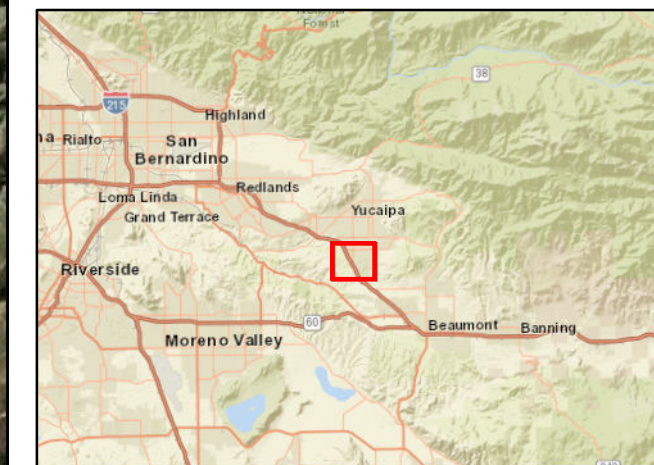 Forest
38
215
Highland
Rialto
San
Bernardino
Redlands
Loma Linda
Yucaipa
Grand Terrace
Riverside
60
Beaumont
Banning
Moreno Valley